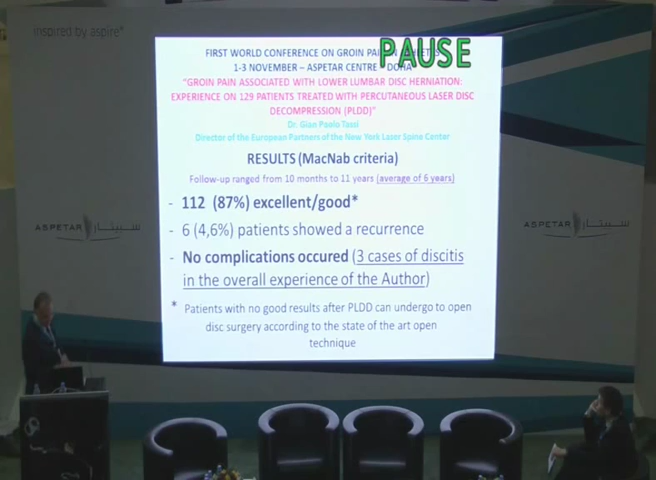 inspired by aspire
PAUSE
FIRST WORLD CONFERENCE ON GROIN PAIN
1-3 NOVEMBER – ASPETAR CENTRE - DOHA
"GROIN PAIN ASSOCIATED WITH LOWER LUMBAR DISC HERNIATION:
EXPERIENCE ON 129 PATIENTS TREATED WITH PERCUTANEOUS LASER DISC
DECOMPRESSION (PLDD)"
Dr. Gian Paolo Tassi
Director of the European Partners of the New York Laser Spine Center
RESULTS (MacNab criteria)
Follow-up ranged from 10 months to 11 years (average of 6 years)
- 112 (87%) excellent/good*
- 6 (4,6%) patients showed a recurrence
- No complications occured (3 cases of discitis
in the overall experience of the Author)
* Patients with no good results after PLDD can undergo to open
disc surgery according to the state of the art open
technique
ASPETAR سبيتار
ASPETAR سبيتار